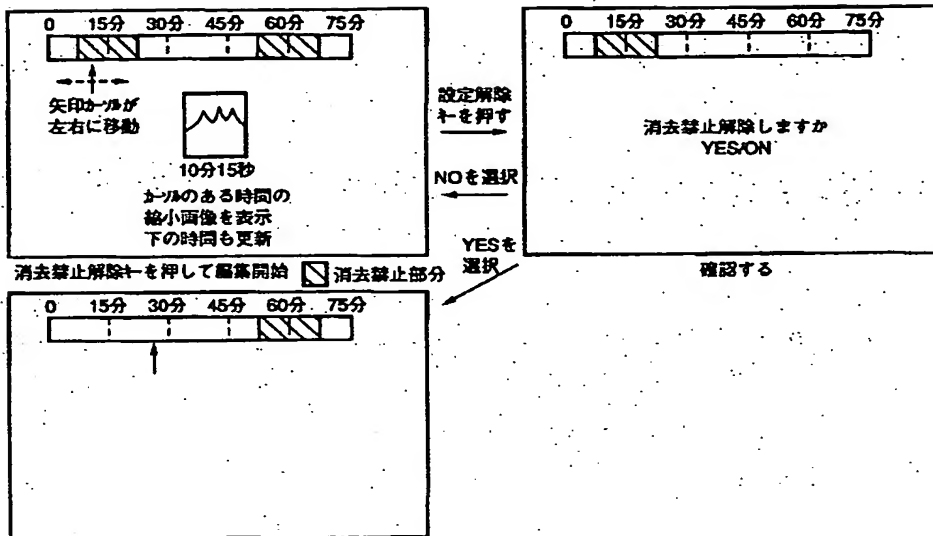 0 15分 30分 45分 60分 75分
矢印カーソルが
左右に移動
10分15秒
カーソルのある時間の
縮小画像を表示
下の時間も更新
設定解除
キーを押す
NOを選択
0 15分 30分 45分 60分 75分
消去禁止解除しますか
YES/ON
YESを
選択
確認する
消去禁止解除キーを押して編集開始
消去禁止部分
0 15分 30分 45分 60分 75分